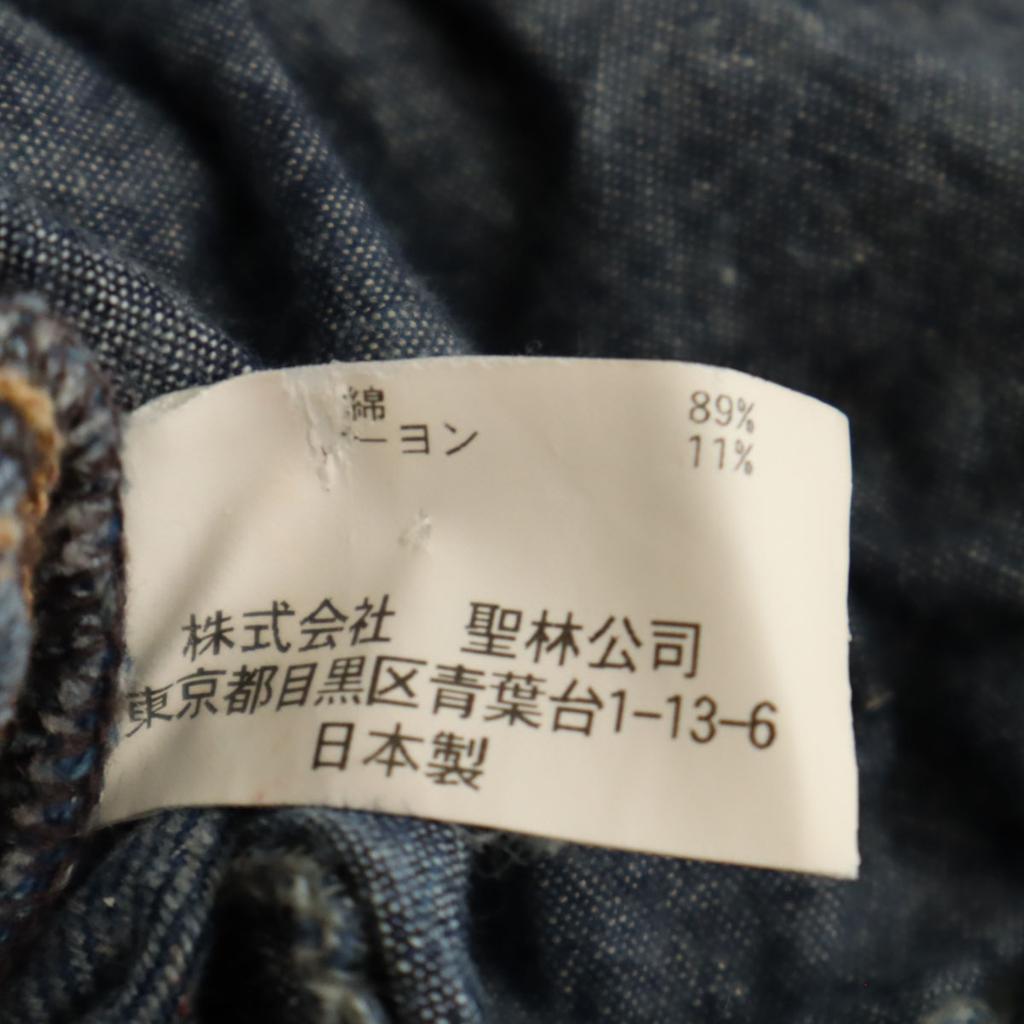 綿 89%
ーヨン 11%
株式会社 聖林公司
東京都目黒区青葉台1-13-6
日本製